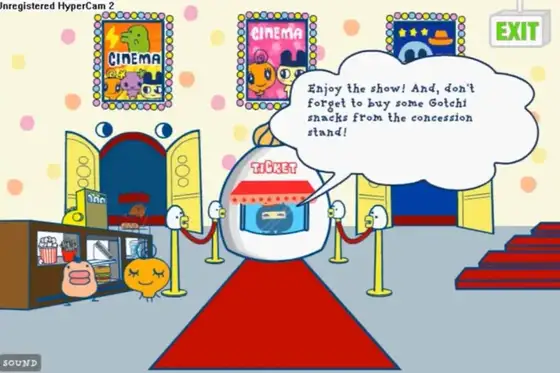 Unregistered HyperCam 2
EXIT
CINEMA
CINEMA
Enjoy the show! And, don't
forget to buy some Gotchi
snacks from the concession
stand!
TICKET
SOUND